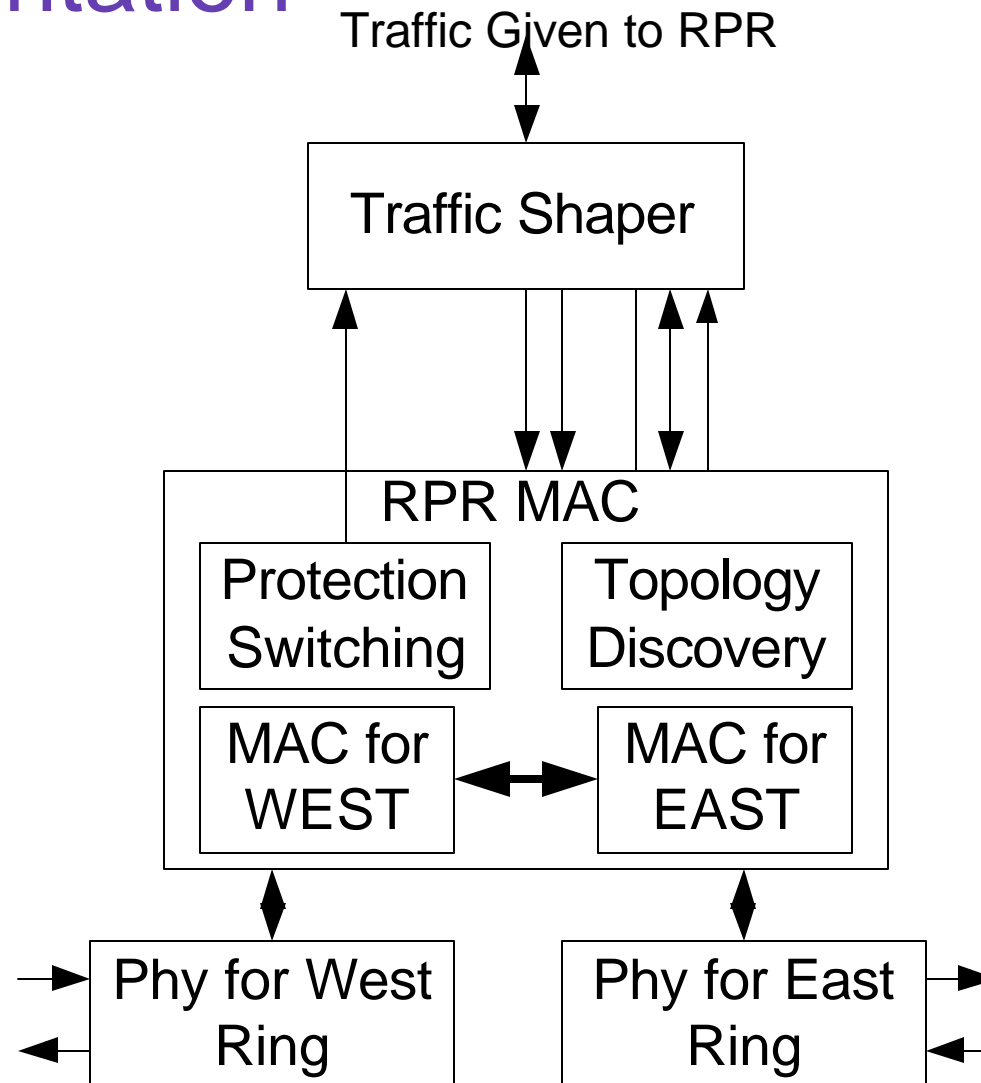 ntation
Traffic Given to RPR
Traffic Shaper
RPR MAC
Protection
Switching
Topology
Discovery
MAC for
WEST
MAC for
EAST
Phy for West
Ring
Phy for East
Ring